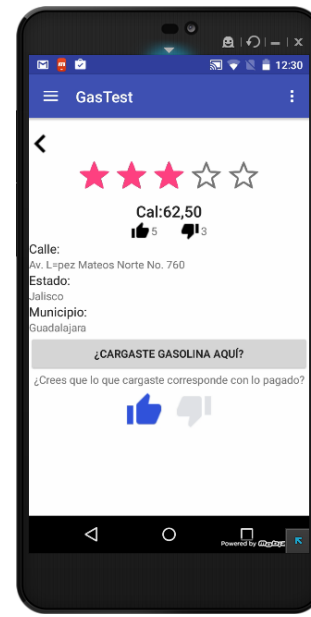 12:30
GasTest
Cal:62,50
5 3
Calle:
Av. L=pez Mateos Norte No. 760
Estado:
Jalisco
Municipio:
Guadalajara
¿CARGASTE GASOLINA AQUÍ?
¿Crees que lo que cargaste corresponde con lo pagado?
Powered by